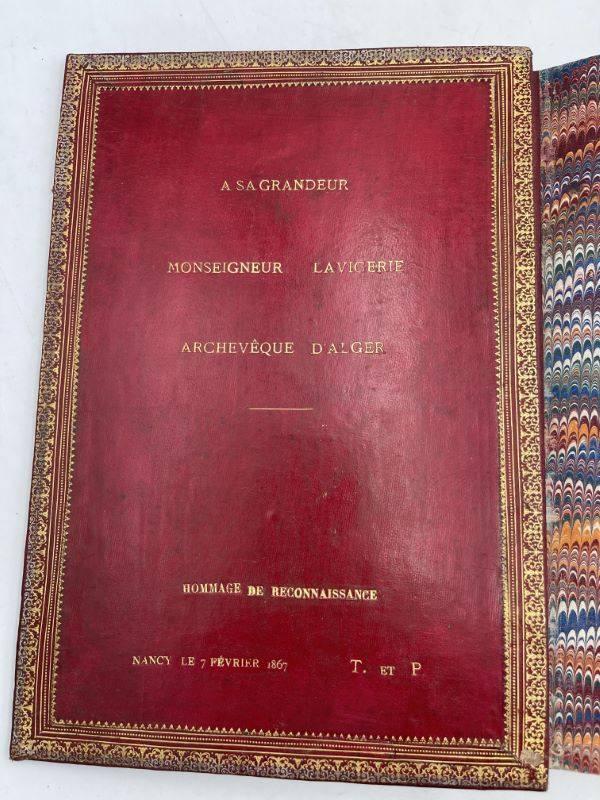 A SA GRANDEUR
MONSEIGNEUR LAVIGERIE
ARCHEVÊQUE D'ALGER
HOMMAGE DE RECONNAISSANCE
NANCY LE 7 FÉVRIER 1867 T. ET P